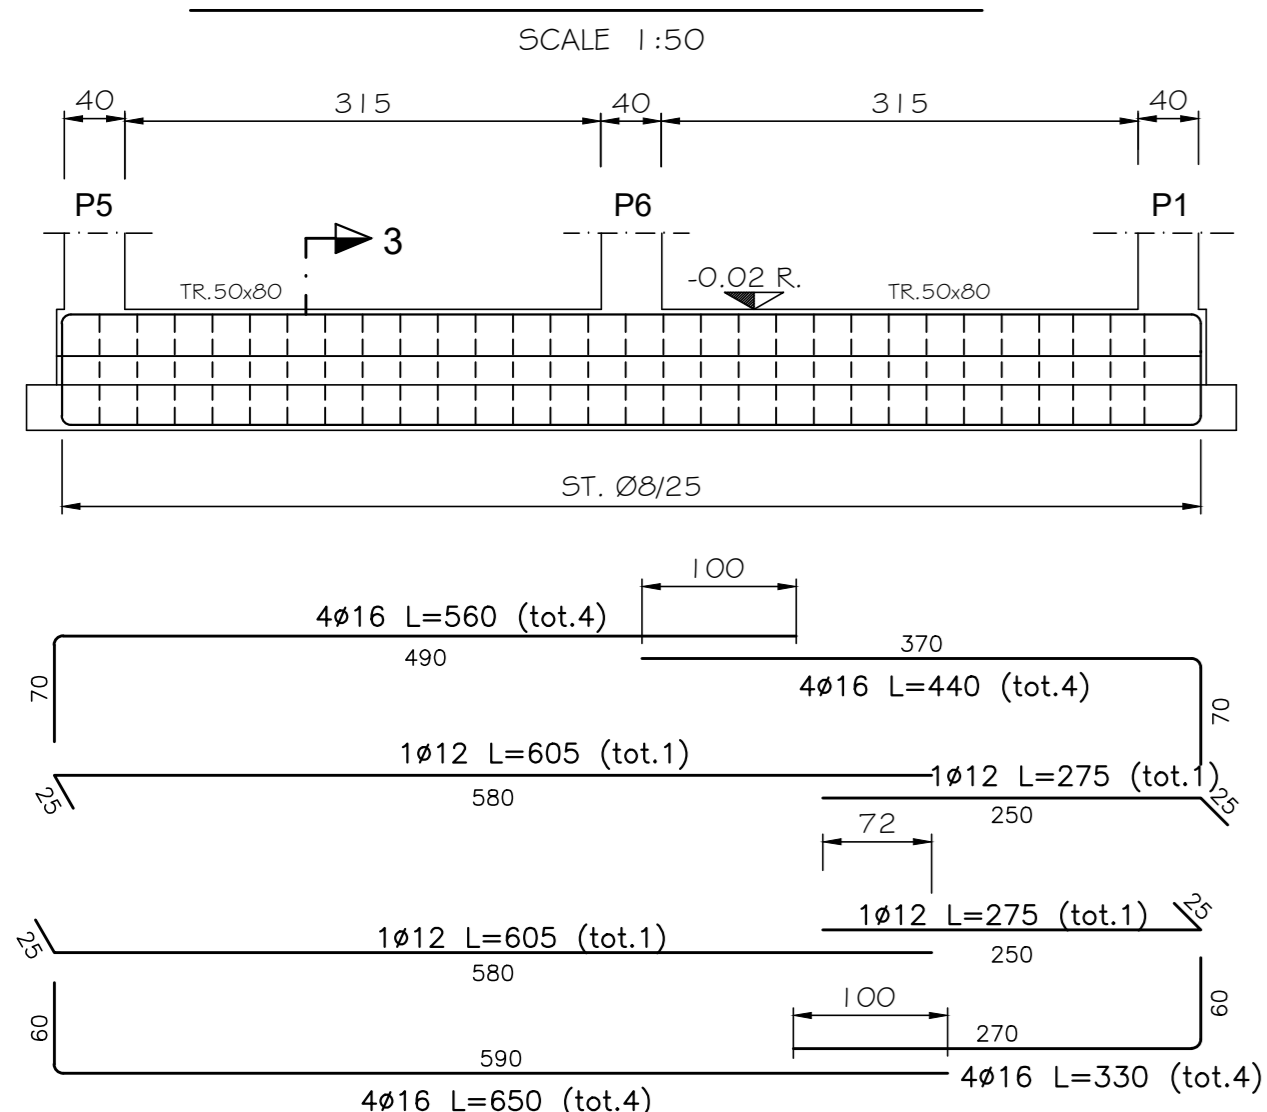 SCALE 1:50
40 315 40 315 40
P5 P6 P1
3
-0.02 R.
TR.50x80 TR.50x80
ST. Ø8/25
100
4ø16 L=560 (tot.4)
490 370
70
4ø16 L=440 (tot.4)
70
1ø12 L=605 (tot.1)
1ø12 L=275 (tot.1)
25 580 250 25
72
1ø12 L=275 (tot.1) 25
25 1ø12 L=605 (tot.1)
580 250
100
60 60
590 270
4ø16 L=330 (tot.4)
4ø16 L=650 (tot.4)